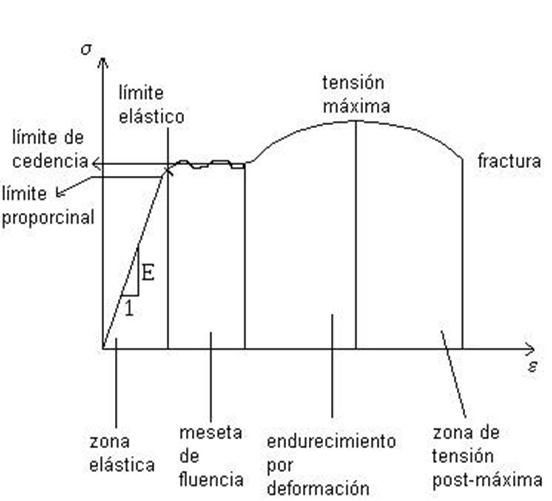 σ
límite
elástico
tensión
máxima
límite de
cedencia
fractura
límite
proporcinal
E
1
ε
zona
elástica
meseta
de
fluencia
endurecimiento
por
deformación
zona de
tensión
post-máxima